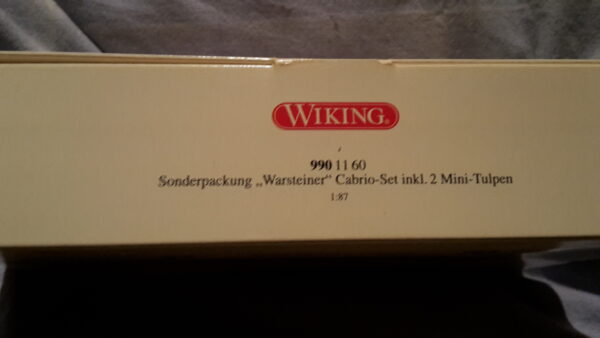 WIKING®
990 11 60
Sonderpackung „Warsteiner" Cabrio-Set inkl. 2 Mini-Tulpen
1:87